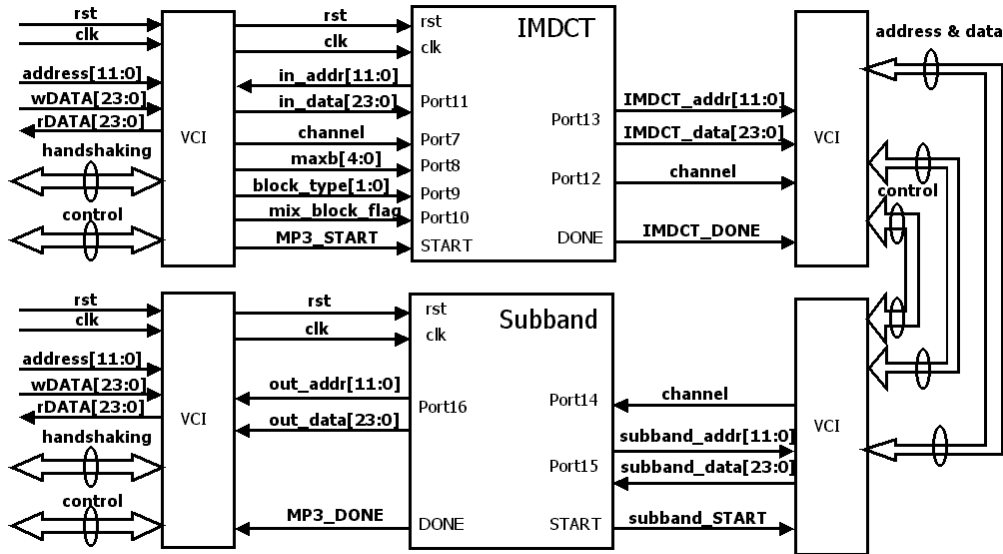 rst
clk
address[11:0]
wDATA[23:0]
rDATA[23:0]
handshaking
control
VCI
rst
clk
in_addr[11:0]
in_data[23:0]
channel
maxb[4:0]
block_type[1:0]
mix_block_flag
MP3_START
IMDCT
rst
clk
Port11
Port7
Port8
Port9
Port10
START
Port13
Port12
DONE
IMDCT_addr[11:0]
IMDCT_data[23:0]
channel
IMDCT_DONE
VCI
address & data
control
rst
clk
address[11:0]
wDATA[23:0]
rDATA[23:0]
handshaking
control
VCI
rst
clk
out_addr[11:0]
out_data[23:0]
MP3_DONE
Subband
rst
clk
Port16
DONE
Port14
Port15
START
channel
subband_addr[11:0]
subband_data[23:0]
subband_START
VCI